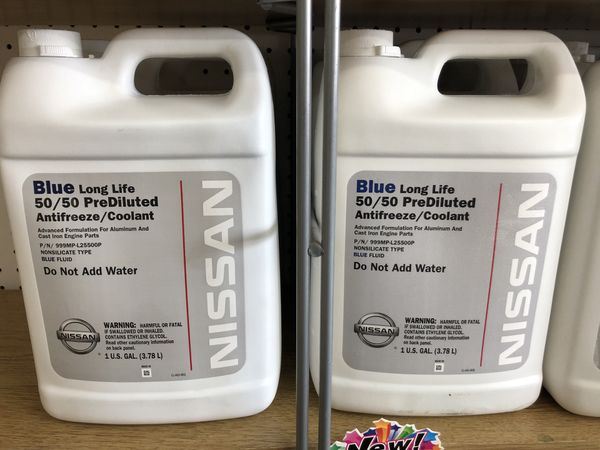 Blue Long Life
50/50 PreDiluted
Antifreeze/Coolant
Advanced Formulation For Aluminum And
Cast Iron Engine Parts
P/N/ 999MP-L25500P
NONSILICATE TYPE
BLUE FLUID
Do Not Add Water
NISSAN
WARNING: HARMFUL OR FATAL
IF SWALLOWED OR INHALED.
CONTAINS ETHYLENE GLYCOL.
Read other cautionary information
on back panel.
NISSAN
1 U.S. GAL. (3.78 L)
Blue Long Life
50/50 PreDiluted
Antifreeze/Coolant
Advanced Formulation For Aluminum And
Cast Iron Engine Parts
P/N/ 999MP-L25500P
NONSILICATE TYPE
BLUE FLUID
Do Not Add Water
NISSAN
WARNING: HARMFUL OR FATAL
IF SWALLOWED OR INHALED.
CONTAINS ETHYLENE GLYCOL.
Read other cautionary information
on back panel.
NISSAN
1 U.S. GAL. (3.78 L)
New!